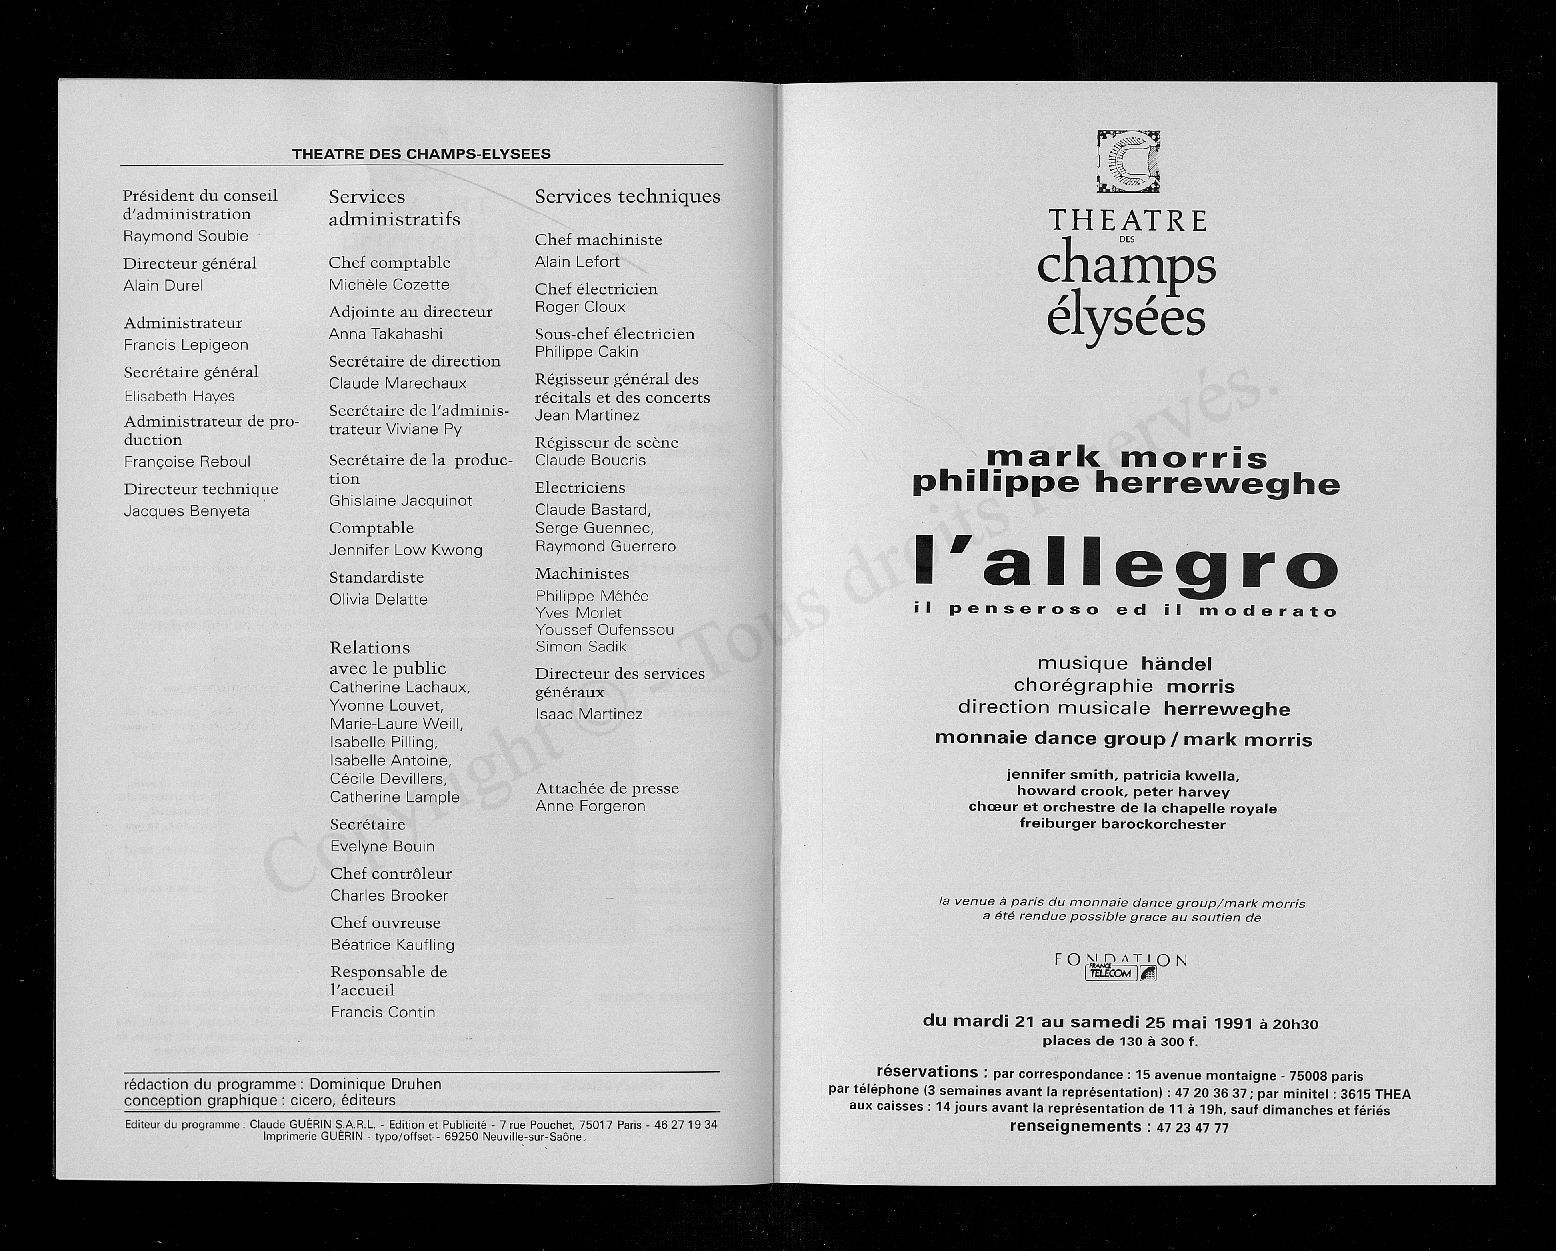 THEATRE DES CHAMPS-ELYSEES
Président du conseil
d'administration
Raymond Soubie
Directeur général
Alain Durel
Administrateur
Francis Lepigeon
Secrétaire général
Elisabeth Hayes
Administrateur de pro-
duction
Françoise Reboul
Directeur technique
Jacques Benyeta
Services
administratifs
Chef comptable
Michèle Cozette
Adjointe au directeur
Anna Takahashi
Secrétaire de direction
Claude Marechaux
Secrétaire de l'adminis-
trateur Viviane Py
Secrétaire de la produc-
tion
Ghislaine Jacquinot
Comptable
Jennifer Low Kwong
Standardiste
Olivia Delatte
Relations
avec le public
Catherine Lachaux,
Yvonne Louvet,
Marie-Laure Weill,
Isabelle Pilling,
Isabelle Antoine,
Cécile Devillers,
Catherine Lample
Secrétaire
Evelyne Bouin
Chef contrôleur
Charles Brooker
Chef ouvreuse
Béatrice Kaufling
Responsable de
l'accueil
Francis Contin
Services techniques
Chef machiniste
Alain Lefort
Chef électricien
Roger Cloux
Sous-chef électricien
Philippe Cakin
Régisseur général des
récitals et des concerts
Jean Martinez
Régisseur de scène
Claude Boucris
Electriciens
Claude Bastard,
Serge Guennec,
Raymond Guerrero
Machinistes
Philippe Méhée
Yves Morlet
Youssef Oufenssou
Simon Sadik
Directeur des services
généraux
Isaac Martinez
Attachée de presse
Anne Forgeron
rédaction du programme : Dominique Druhen
conception graphique : cicero, éditeurs
Editeur du programme : Claude GUÉRIN S.A.R.L. - Edition et Publicité - 7 rue Pouchet, 75017 Paris - 46 27 19 34
Imprimerie GUÉRIN - typo/offset - 69250 Neuville-sur-Saône.
THEATRE
DES
champs
élysées
mark morris
philippe herreweghe
l'allegro
il penseroso ed il moderato
musique händel
chorégraphie morris
direction musicale herreweghe
monnaie dance group / mark morris
jennifer smith, patricia kwella,
howard crook, peter harvey
chœur et orchestre de la chapelle royale
freiburger barockorchester
la venue à paris du monnaie dance group/mark morris
a été rendue possible grace au soutien de
FONDATION
FRANCE
TELECOM
du mardi 21 au samedi 25 mai 1991 à 20h30
places de 130 à 300 f.
réservations : par correspondance : 15 avenue montaigne - 75008 paris
par téléphone (3 semaines avant la représentation) : 47 20 36 37 ; par minitel : 3615 THEA
aux caisses : 14 jours avant la représentation de 11 à 19h, sauf dimanches et fériés
renseignements : 47 23 47 77
Copyright © - Tous droits réservés.